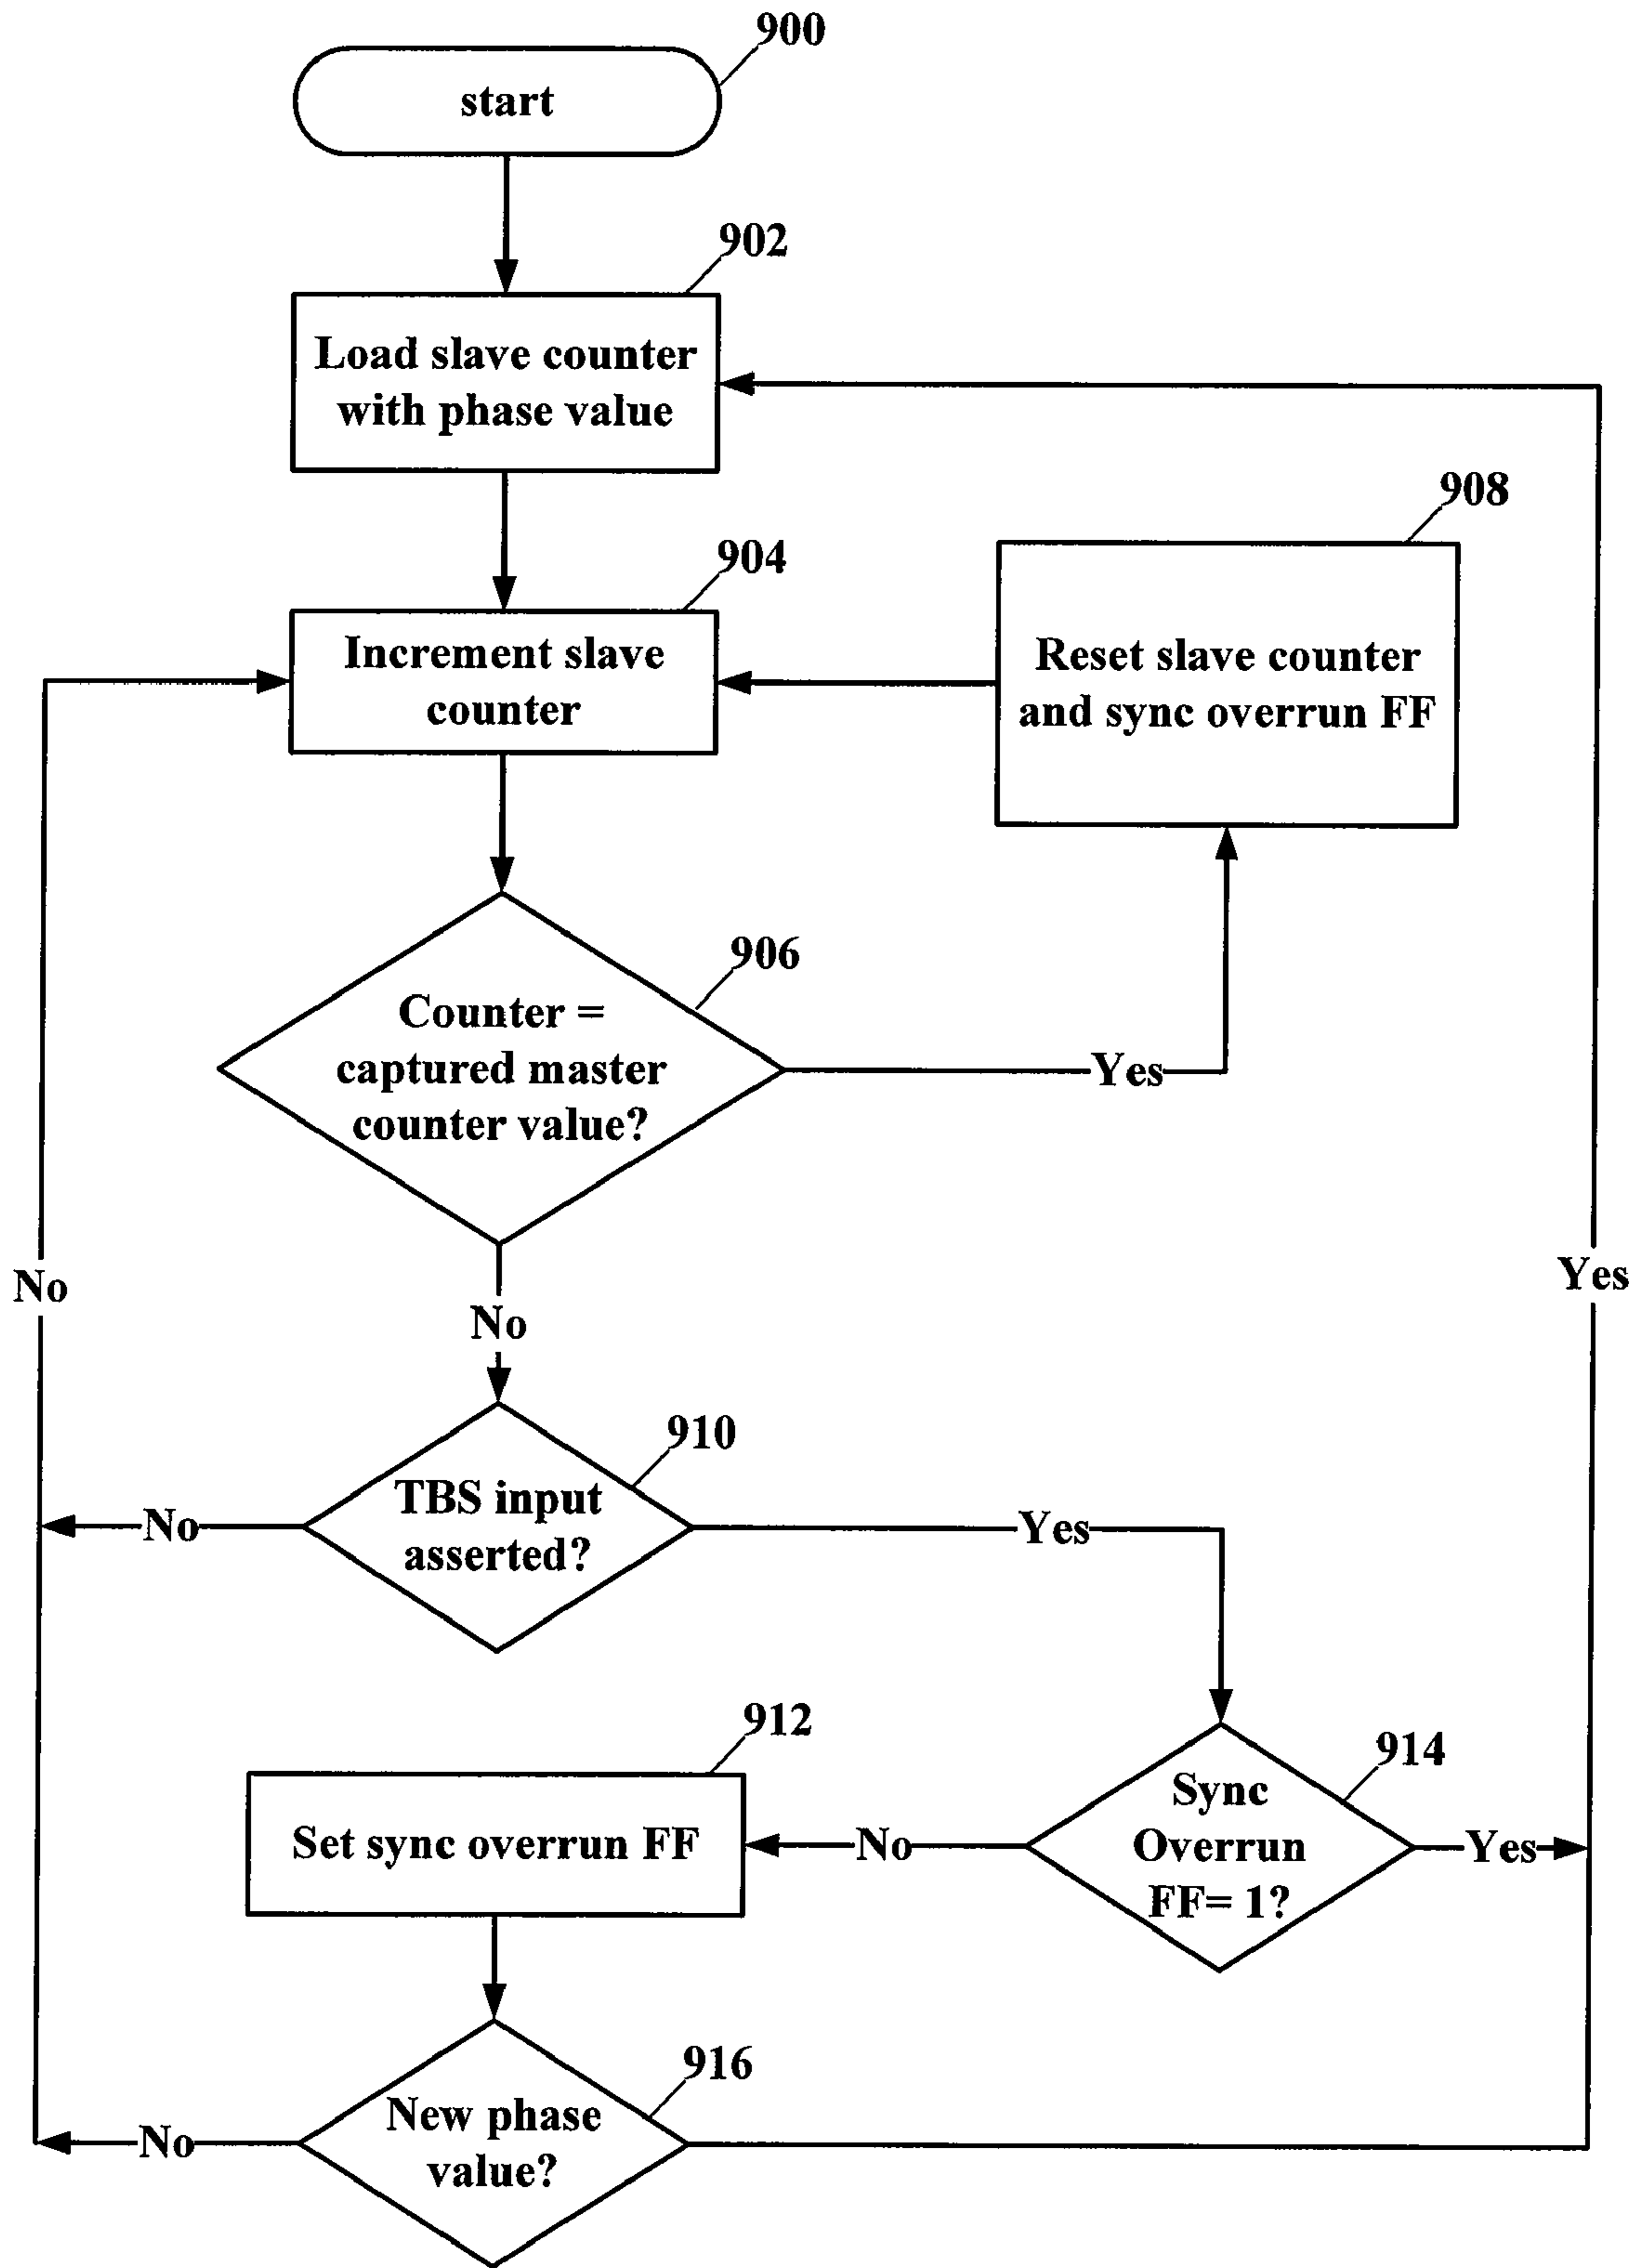 900
start
902
Load slave counter
with phase value
908
904
Increment slave
counter
Reset slave counter
and sync overrun FF
906
Counter =
captured master
counter value?
Yes
No
Yes
No
910
TBS input
asserted?
No
Yes
912
914
Set sync overrun FF
No
Sync
Overrun
FF= 1?
Yes
916
New phase
value?
No